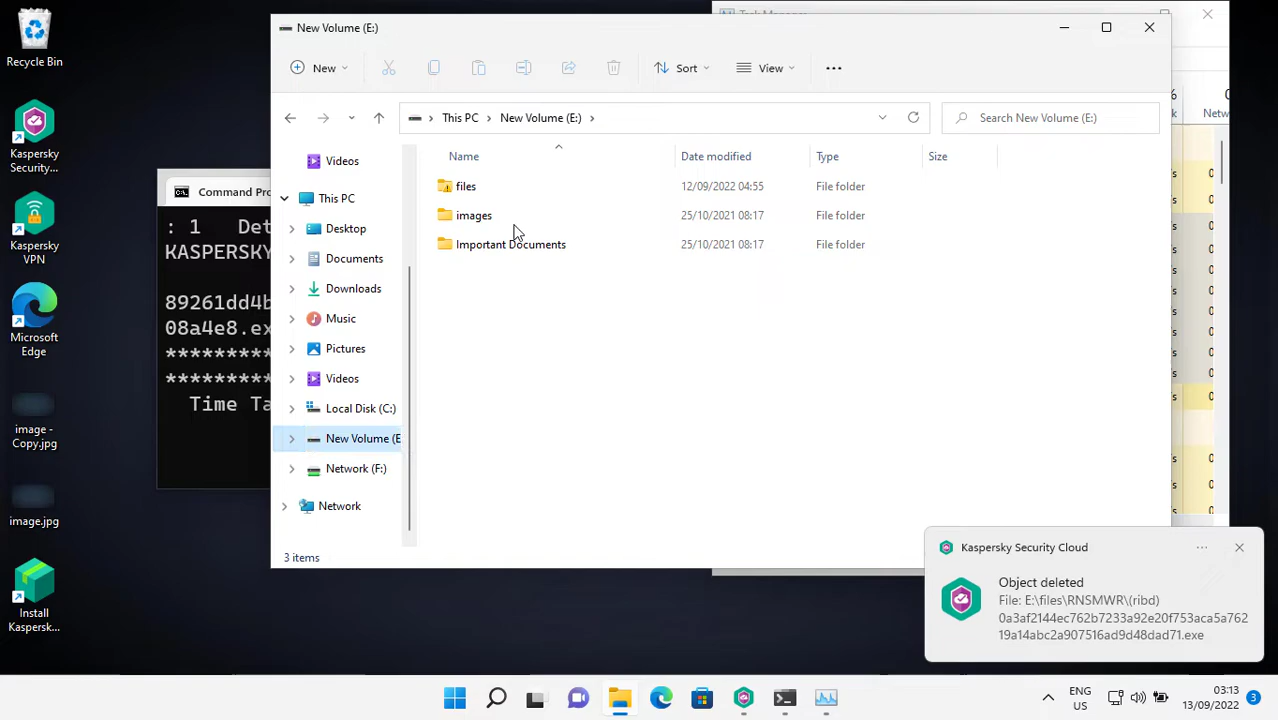 Recycle Bin
Kaspersky
Security...
Kaspersky
VPN
Microsoft
Edge
image -
Copy.jpg
image.jpg
Install
Kaspersk...
Command Pro
: 1 Det
KASPERSKY
89261dd4b
08a4e8.ex
*********
*********
Time Ta
New Volume (E:)
New
Sort
View
This PC
New Volume (E:)
Search New Volume (E:)
Videos
This PC
Desktop
Documents
Downloads
Music
Pictures
Videos
Local Disk (C:)
New Volume (E
Network (F:)
Network
Name Date modified Type Size
files 12/09/2022 04:55 File folder
images 25/10/2021 08:17 File folder
Important Documents 25/10/2021 08:17 File folder
3 items
%
Netw
Kaspersky Security Cloud
Object deleted
File: E:\files\RNSMWR\(ribd)
0a3af2144ec762b7233a92e20f753aca5a762
19a14abc2a907516ad9d48dad71.exe
ENG
US
03:13
13/09/2022
3